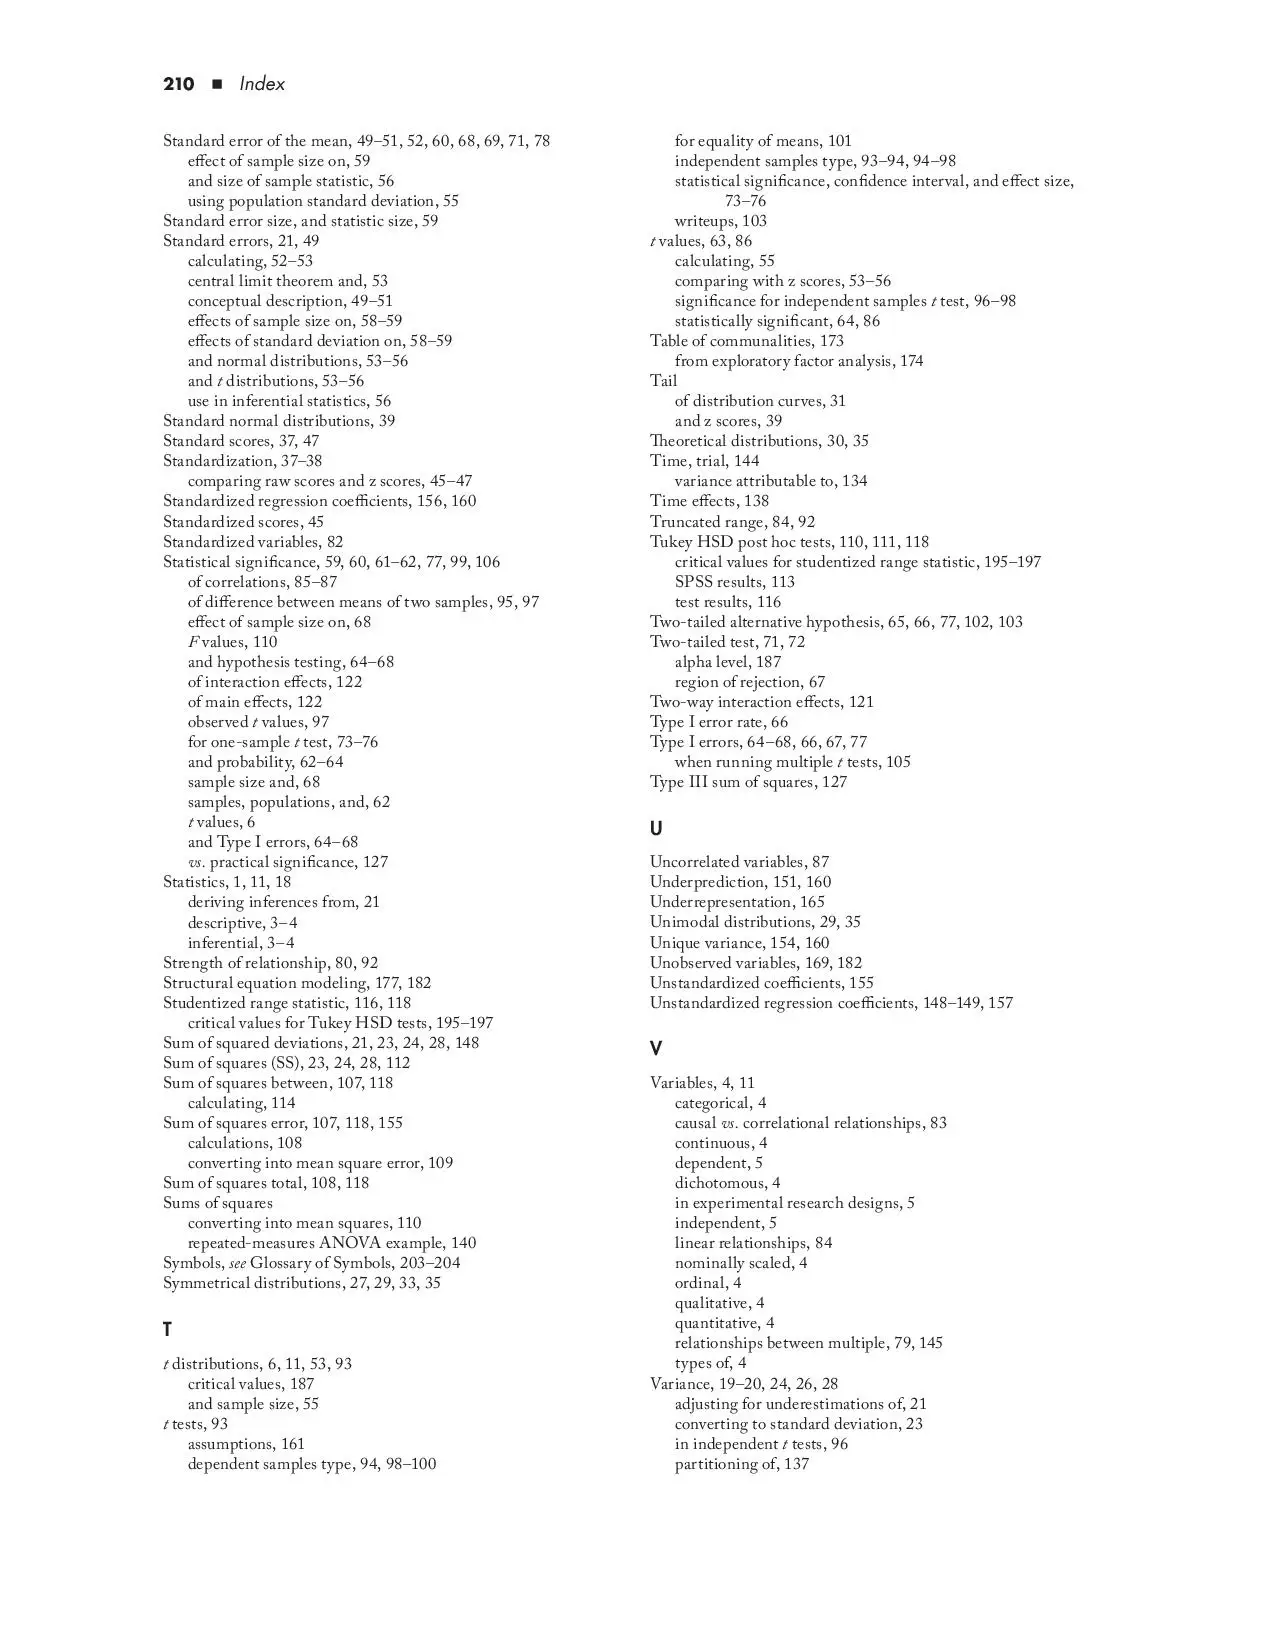 210 ■ Index
Standard error of the mean, 49–51, 52, 60, 68, 69, 71, 78
effect of sample size on, 59
and size of sample statistic, 56
using population standard deviation, 55
Standard error size, and statistic size, 59
Standard errors, 21, 49
calculating, 52–53
central limit theorem and, 53
conceptual description, 49–51
effects of sample size on, 58–59
effects of standard deviation on, 58–59
and normal distributions, 53–56
and t distributions, 53–56
use in inferential statistics, 56
Standard normal distributions, 39
Standard scores, 37, 47
Standardization, 37–38
comparing raw scores and z scores, 45–47
Standardized regression coefficients, 156, 160
Standardized scores, 45
Standardized variables, 82
Statistical significance, 59, 60, 61–62, 77, 99, 106
of correlations, 85–87
of difference between means of two samples, 95, 97
effect of sample size on, 68
F values, 110
and hypothesis testing, 64–68
of interaction effects, 122
of main effects, 122
observed t values, 97
for one-sample t test, 73–76
and probability, 62–64
sample size and, 68
samples, populations, and, 62
t values, 6
and Type I errors, 64–68
vs. practical significance, 127
Statistics, 1, 11, 18
deriving inferences from, 21
descriptive, 3–4
inferential, 3–4
Strength of relationship, 80, 92
Structural equation modeling, 177, 182
Studentized range statistic, 116, 118
critical values for Tukey HSD tests, 195–197
Sum of squared deviations, 21, 23, 24, 28, 148
Sum of squares (SS), 23, 24, 28, 112
Sum of squares between, 107, 118
calculating, 114
Sum of squares error, 107, 118, 155
calculations, 108
converting into mean square error, 109
Sum of squares total, 108, 118
Sums of squares
converting into mean squares, 110
repeated-measures ANOVA example, 140
Symbols, see Glossary of Symbols, 203–204
Symmetrical distributions, 27, 29, 33, 35
T
t distributions, 6, 11, 53, 93
critical values, 187
and sample size, 55
t tests, 93
assumptions, 161
dependent samples type, 94, 98–100
for equality of means, 101
independent samples type, 93–94, 94–98
statistical significance, confidence interval, and effect size,
73–76
writeups, 103
t values, 63, 86
calculating, 55
comparing with z scores, 53–56
significance for independent samples t test, 96–98
statistically significant, 64, 86
Table of communalities, 173
from exploratory factor analysis, 174
Tail
of distribution curves, 31
and z scores, 39
Theoretical distributions, 30, 35
Time, trial, 144
variance attributable to, 134
Time effects, 138
Truncated range, 84, 92
Tukey HSD post hoc tests, 110, 111, 118
critical values for studentized range statistic, 195–197
SPSS results, 113
test results, 116
Two-tailed alternative hypothesis, 65, 66, 77, 102, 103
Two-tailed test, 71, 72
alpha level, 187
region of rejection, 67
Two-way interaction effects, 121
Type I error rate, 66
Type I errors, 64–68, 66, 67, 77
when running multiple t tests, 105
Type III sum of squares, 127
U
Uncorrelated variables, 87
Underprediction, 151, 160
Underrepresentation, 165
Unimodal distributions, 29, 35
Unique variance, 154, 160
Unobserved variables, 169, 182
Unstandardized coefficients, 155
Unstandardized regression coefficients, 148–149, 157
V
Variables, 4, 11
categorical, 4
causal vs. correlational relationships, 83
continuous, 4
dependent, 5
dichotomous, 4
in experimental research designs, 5
independent, 5
linear relationships, 84
nominally scaled, 4
ordinal, 4
qualitative, 4
quantitative, 4
relationships between multiple, 79, 145
types of, 4
Variance, 19–20, 24, 26, 28
adjusting for underestimations of, 21
converting to standard deviation, 23
in independent t tests, 96
partitioning of, 137